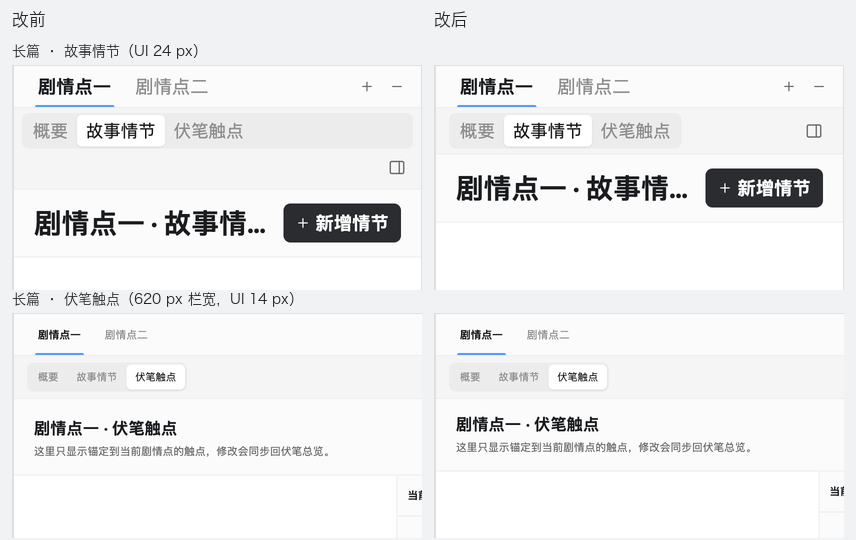 改前
改后
长篇 · 故事情节（UI 24 px）
剧情点一 剧情点二 + −
剧情点一 剧情点二 + −
概要 故事情节 伏笔触点
概要 故事情节 伏笔触点
剧情点一 · 故事情... + 新增情节
剧情点一 · 故事情... + 新增情节
长篇 · 伏笔触点（620 px 栏宽，UI 14 px）
剧情点一 剧情点二
剧情点一 剧情点二
概要 故事情节 伏笔触点
概要 故事情节 伏笔触点
剧情点一 · 伏笔触点
这里只显示锚定到当前剧情点的触点，修改会同步回伏笔总览。
剧情点一 · 伏笔触点
这里只显示锚定到当前剧情点的触点，修改会同步回伏笔总览。
当
当